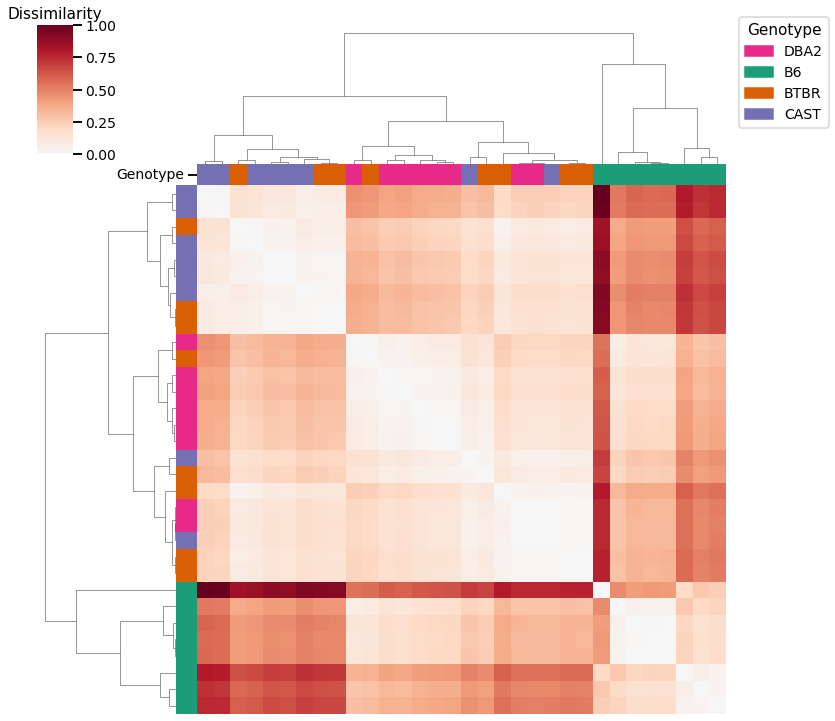 Dissimilarity
1.00
0.75
0.50
0.25
0.00
Genotype
Genotype
DBA2
B6
BTBR
CAST